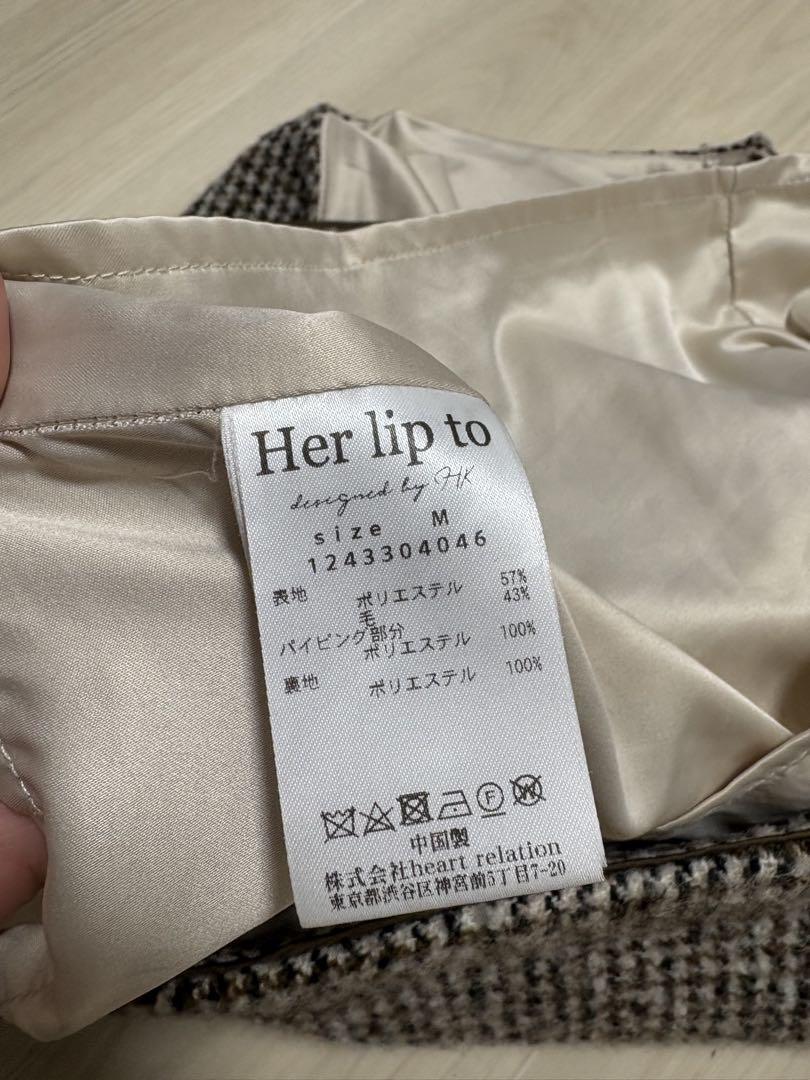 Her lip to
designed by HK
size M
1243304046
表地 ポリエステル 57%
毛 43%
パイピング部分
ポリエステル 100%
裏地 ポリエステル 100%
中国製
株式会社heart relation
東京都渋谷区神宮前5丁目7-20